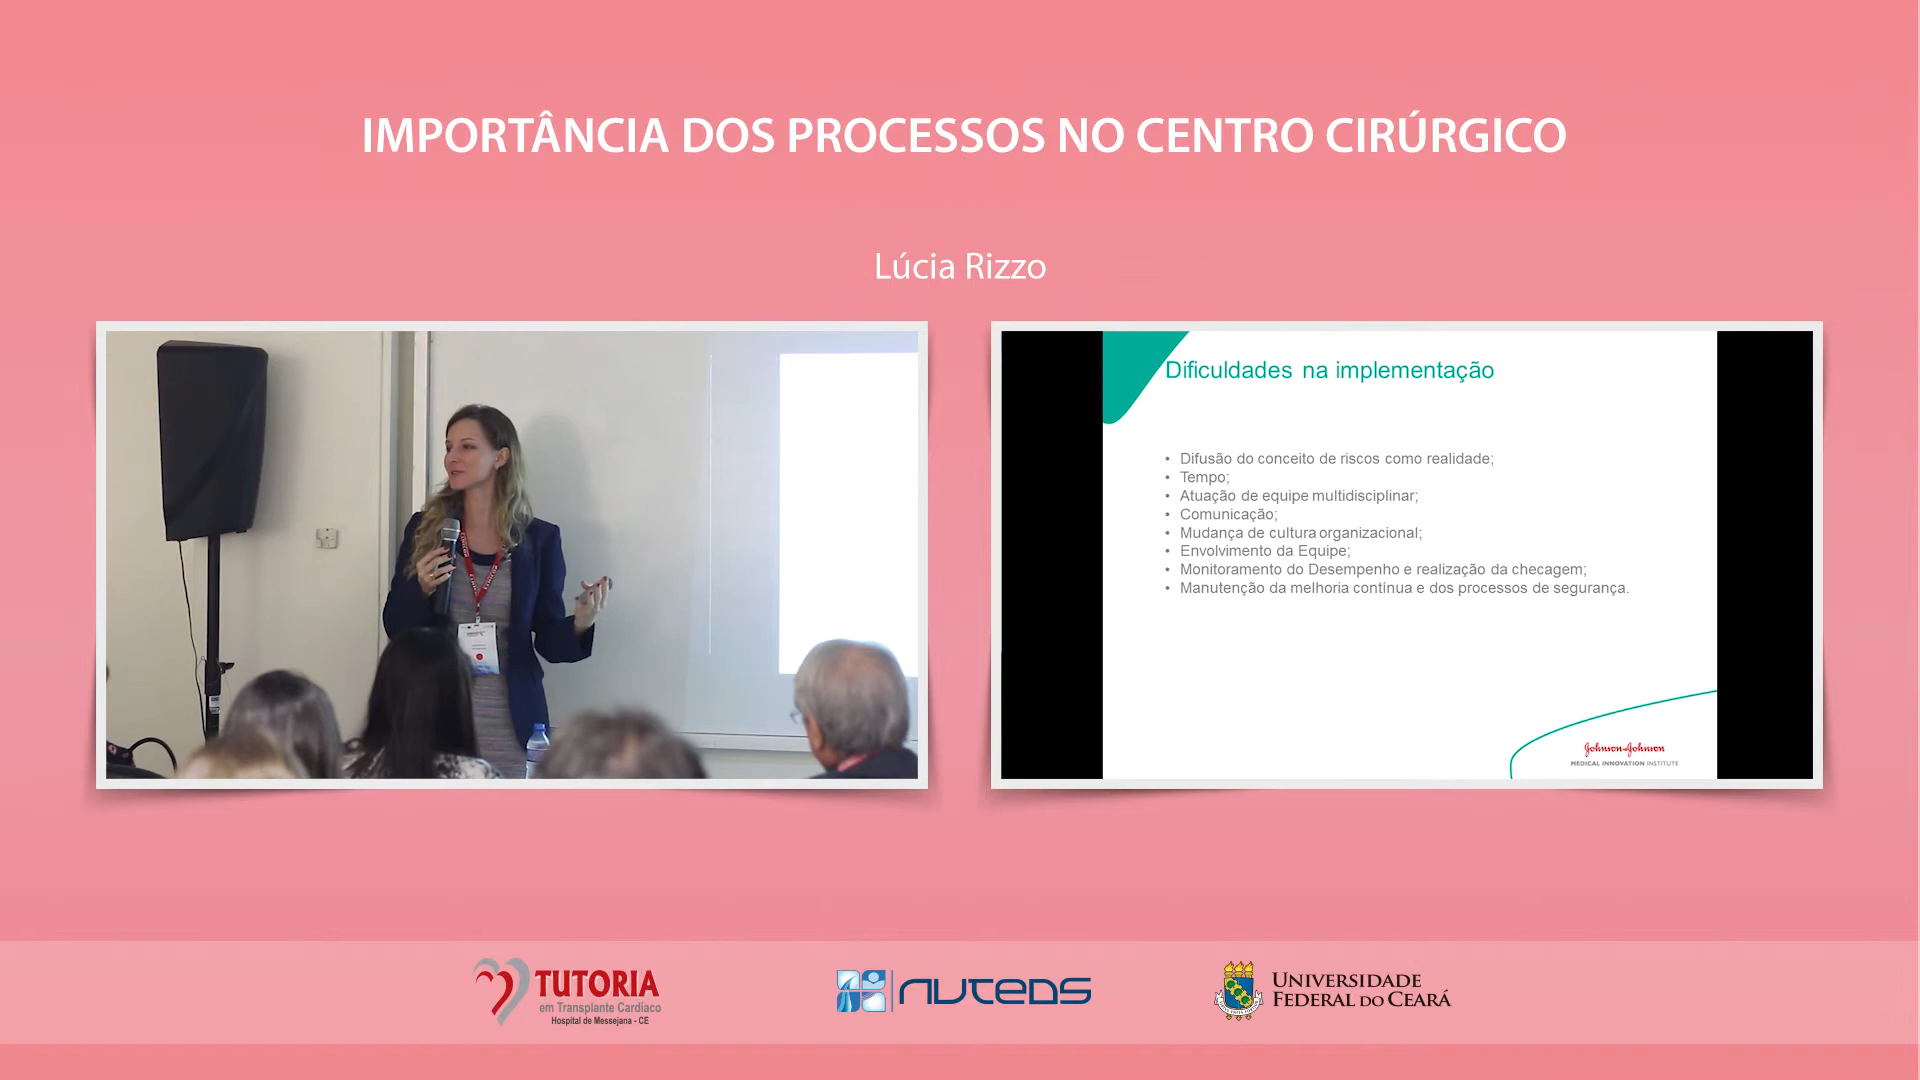 IMPORTÂNCIA DOS PROCESSOS NO CENTRO CIRÚRGICO
Lúcia Rizzo
Dificuldades na implementação
• Difusão do conceito de riscos como realidade;
• Tempo;
• Atuação de equipe multidisciplinar;
• Comunicação;
• Mudança de cultura organizacional;
• Envolvimento da Equipe;
• Monitoramento do Desempenho e realização da checagem;
• Manutenção da melhoria contínua e dos processos de segurança.
Johnson & Johnson
MEDICAL INNOVATION INSTITUTE
TUTORIA
em Transplante Cardíaco
Hospital de Messejana - CE
NUTEDS
UNIVERSIDADE
FEDERAL DO CEARÁ